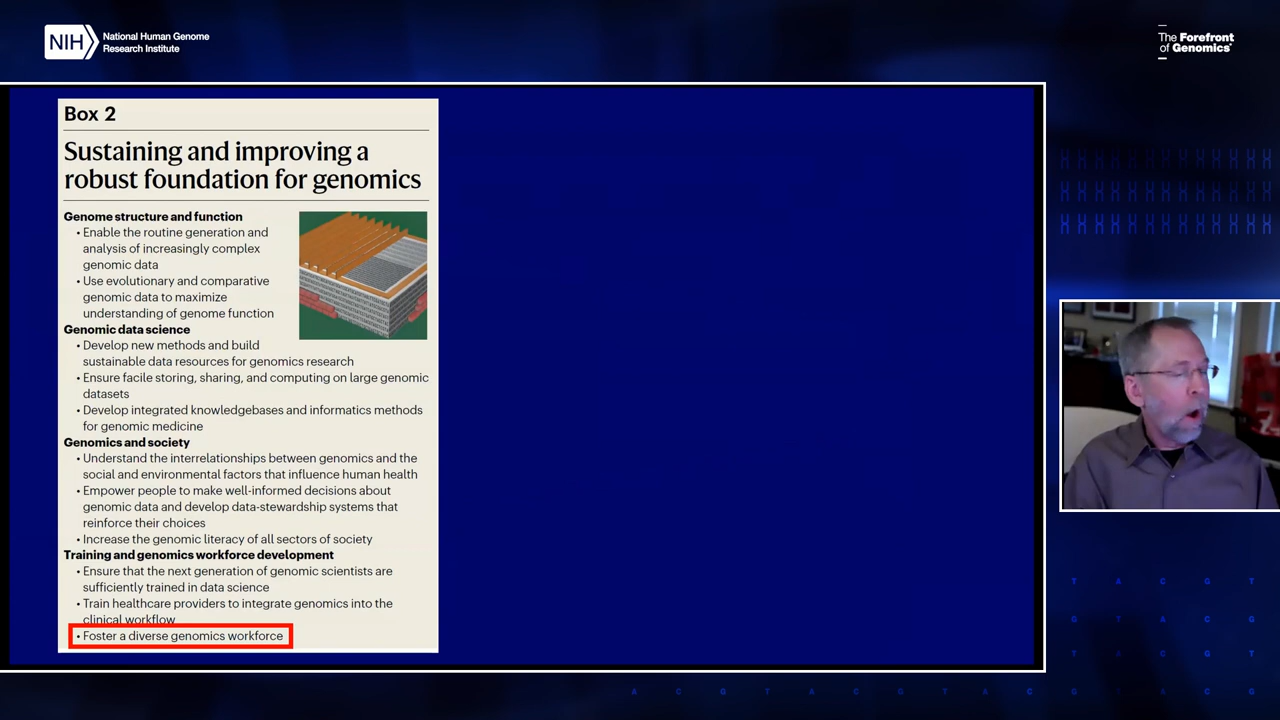 NIH
National Human Genome
Research Institute
The Forefront
of Genomics®
Box 2
Sustaining and improving a
robust foundation for genomics
Genome structure and function
• Enable the routine generation and
analysis of increasingly complex
genomic data
• Use evolutionary and comparative
genomic data to maximize
understanding of genome function
Genomic data science
• Develop new methods and build
sustainable data resources for genomics research
• Ensure facile storing, sharing, and computing on large genomic
datasets
• Develop integrated knowledgebases and informatics methods
for genomic medicine
Genomics and society
• Understand the interrelationships between genomics and the
social and environmental factors that influence human health
• Empower people to make well-informed decisions about
genomic data and develop data-stewardship systems that
reinforce their choices
• Increase the genomic literacy of all sectors of society
Training and genomics workforce development
• Ensure that the next generation of genomic scientists are
sufficiently trained in data science
• Train healthcare providers to integrate genomics into the
clinical workflow
• Foster a diverse genomics workforce
T A C G T
T A C G T
T A C G T
A C G T A C G T A C G T A C G